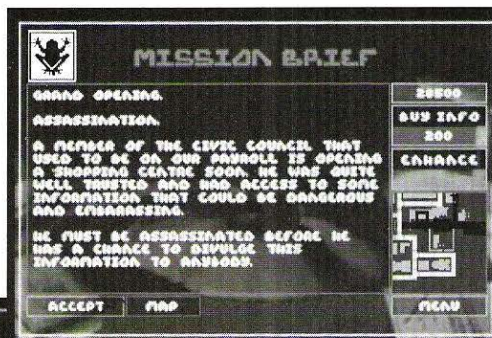 MISSION BRIEF
GRAND OPENING.
ASSASSINATION.
A MEMBER OF THE CIVIC COUNCIL THAT
USED TO BE ON OUR PAYROLL IS OPENING
A SHOPPING CENTRE SOON. HE WAS QUITE
WELL TRUSTED AND HAD ACCESS TO SOME
INFORMATION THAT COULD BE DANGEROUS
AND EMBARRASSING.
HE MUST BE ASSASSINATED BEFORE HE
HAS A CHANCE TO DIVULGE THIS
INFORMATION TO ANYBODY.
28500
BUY INFO
200
ENHANCE
ACCEPT
MAP
MENU